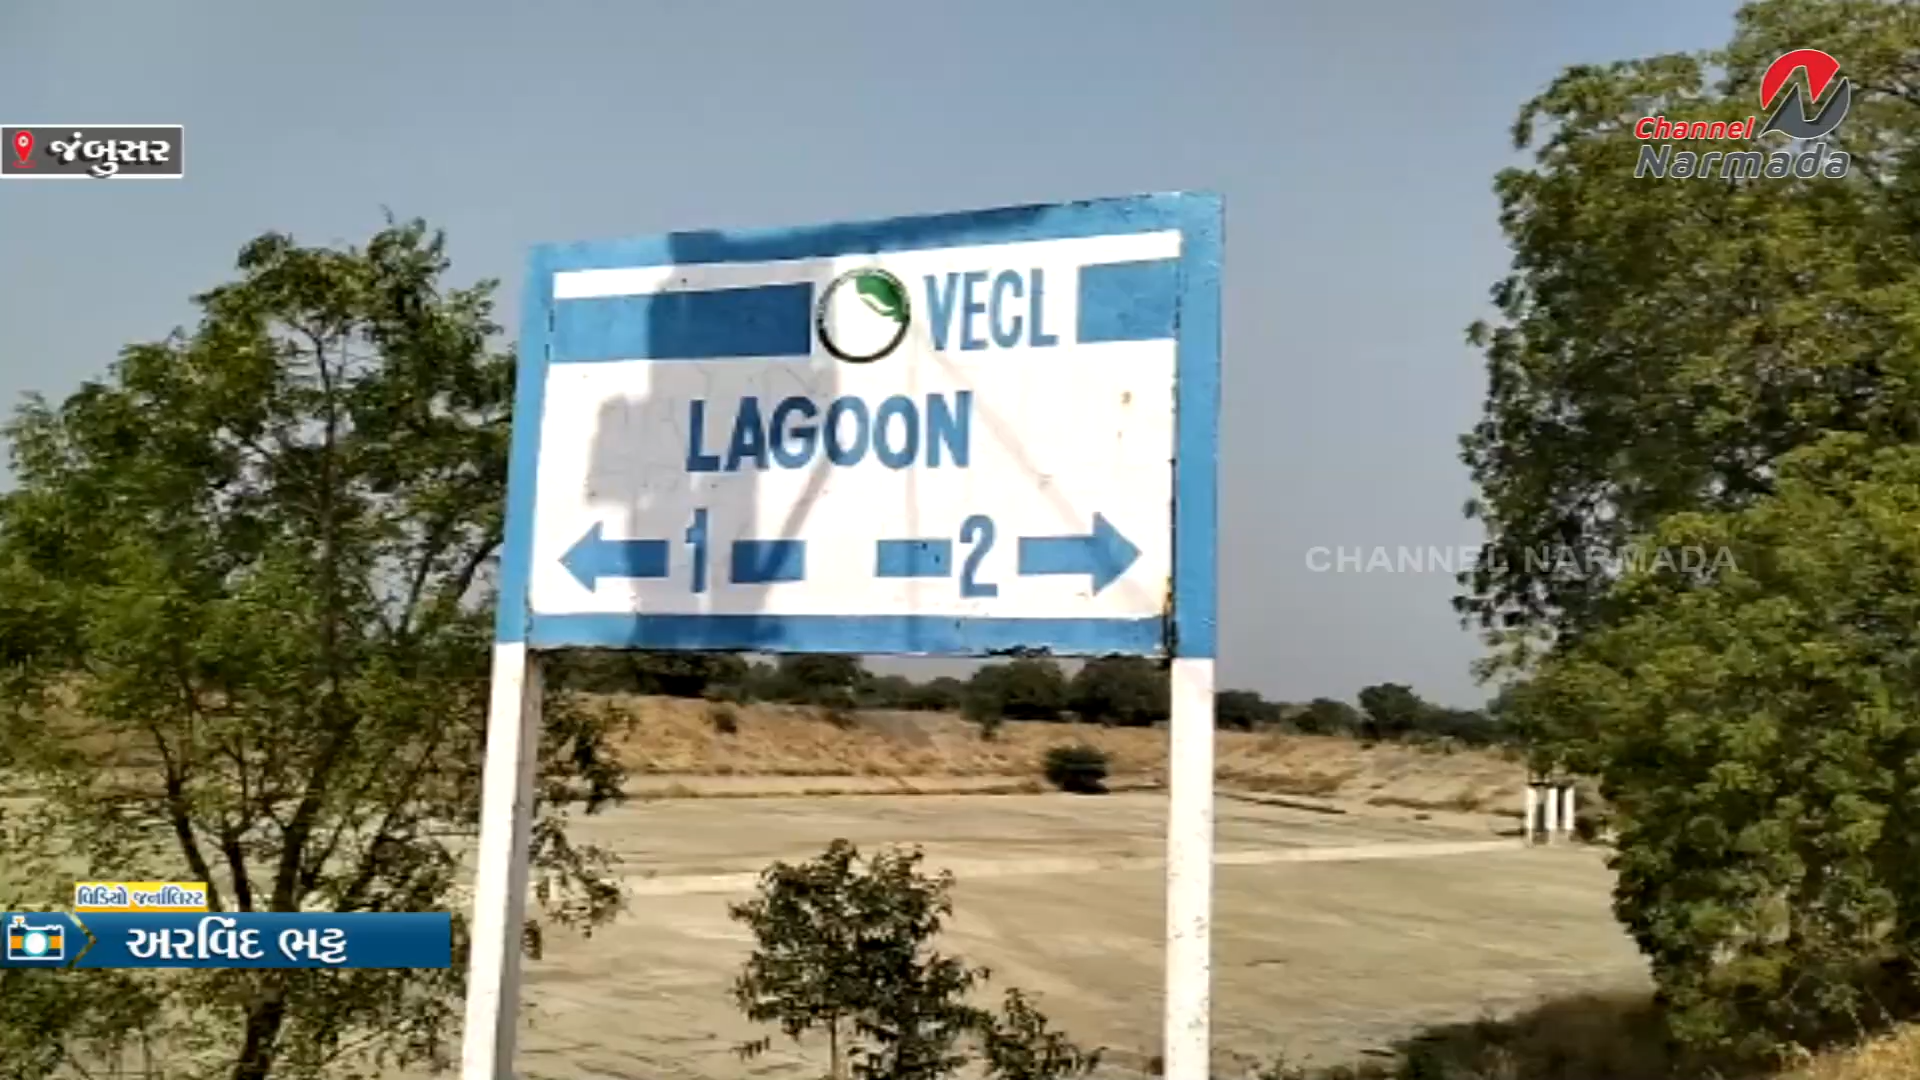 જંબુસર
Channel
Narmada
VECL
LAGOON
1 2
CHANNEL NARMADA
વિડિયો જર્નાલિસ્ટ
અરવિંદ ભટ્ટ